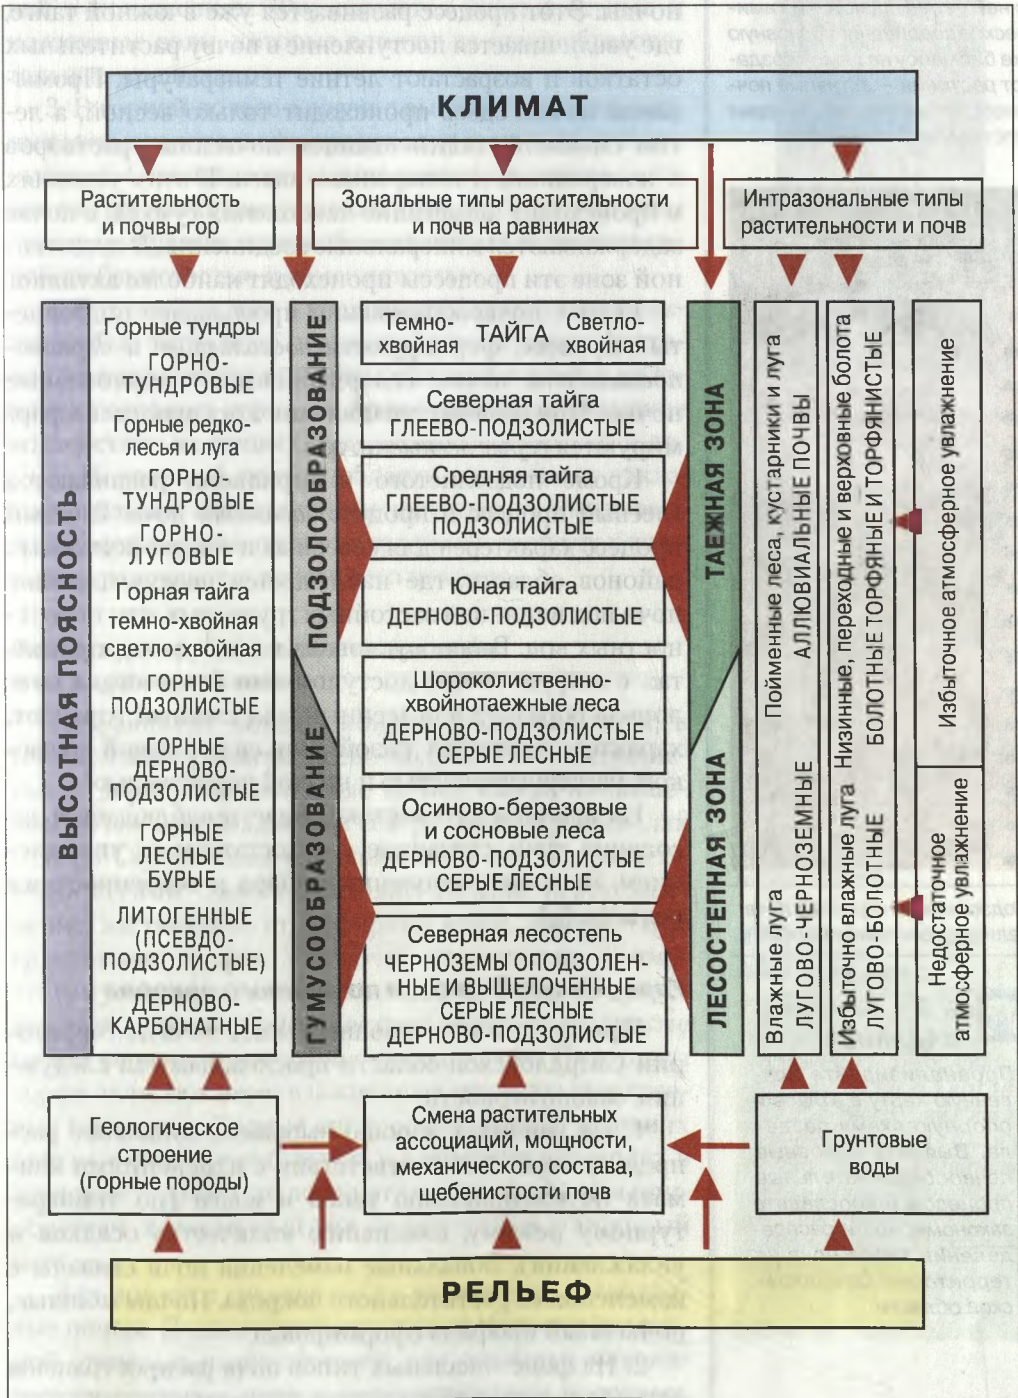 КЛИМАТ
Растительность
и почвы гор
Зональные типы растительности
и почв на равнинах
Интразональные типы
растительности и почв
ВЫСОТНАЯ ПОЯСНОСТЬ
Горные тундры
ГОРНО-
ТУНДРОВЫЕ
Горные редко-
лесья и луга
ГОРНО-
ТУНДРОВЫЕ
ГОРНО-
ЛУГОВЫЕ
Горная тайга
темно-хвойная
светло-хвойная
ГОРНЫЕ
ПОДЗОЛИСТЫЕ
ГОРНЫЕ
ДЕРНОВО-
ПОДЗОЛИСТЫЕ
ГОРНЫЕ
ЛЕСНЫЕ
БУРЫЕ
ЛИТОГЕННЫЕ
(ПСЕВДО-
ПОДЗОЛИСТЫЕ)
ДЕРНОВО-
КАРБОНАТНЫЕ
ПОДЗОЛООБРАЗОВАНИЕ
ГУМУСООБРАЗОВАНИЕ
Темно-
хвойная
ТАЙГА
Светло-
хвойная
Северная тайга
ГЛЕЕВО-ПОДЗОЛИСТЫЕ
Средняя тайга
ГЛЕЕВО-ПОДЗОЛИСТЫЕ
ПОДЗОЛИСТЫЕ
Южная тайга
ДЕРНОВО-ПОДЗОЛИСТЫЕ
Широколиственно-
хвойнотаежные леса
ДЕРНОВО-ПОДЗОЛИСТЫЕ
СЕРЫЕ ЛЕСНЫЕ
Осиново-березовые
и сосновые леса
ДЕРНОВО-ПОДЗОЛИСТЫЕ
СЕРЫЕ ЛЕСНЫЕ
Северная лесостепь
ЧЕРНОЗЕМЫ ОПОДЗОЛЕН-
НЫЕ И ВЫЩЕЛОЧЕННЫЕ
СЕРЫЕ ЛЕСНЫЕ
ДЕРНОВО-ПОДЗОЛИСТЫЕ
ТАЕЖНАЯ ЗОНА
ЛЕСОСТЕПНАЯ ЗОНА
Пойменные леса, кустарники и луга
АЛЛЮВИАЛЬНЫЕ ПОЧВЫ
Влажные луга
ЛУГОВО-ЧЕРНОЗЕМНЫЕ
Низинные, переходные и верховные болота
БОЛОТНЫЕ ТОРФЯНЫЕ И ТОРФЯНИСТЫЕ
Избыточно влажные луга
ЛУГОВО-БОЛОТНЫЕ
Избыточное атмосферное увлажнение
Недостаточное
атмосферное увлажнение
Геологическое
строение
(горные породы)
Смена растительных
ассоциаций, мощности,
механического состава,
щебенистости почв
Грунтовые
воды
РЕЛЬЕФ